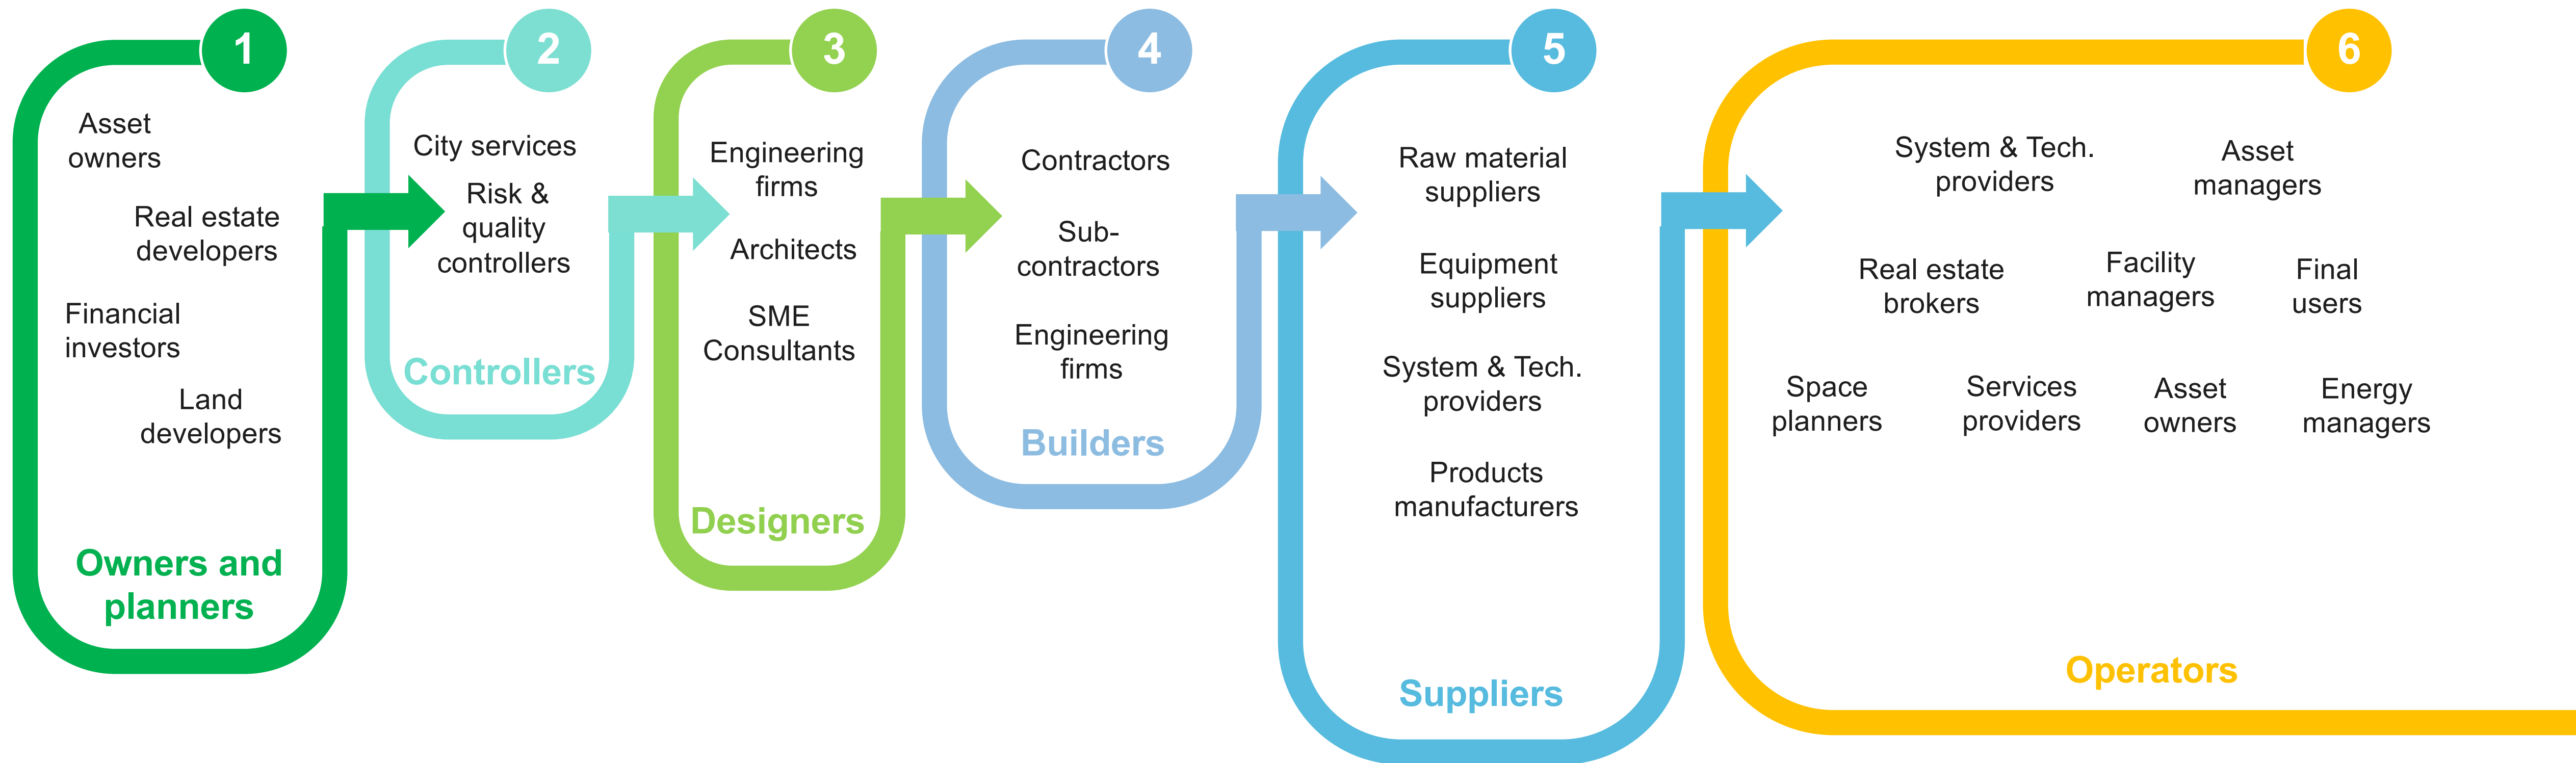 1
Asset
owners
Real estate
developers
Financial
investors
Land
developers
Owners and
planners
2
City services
Risk &
quality
controllers
Controllers
3
Engineering
firms
Architects
SME
Consultants
Designers
4
Contractors
Sub-
contractors
Engineering
firms
Builders
5
Raw material
suppliers
Equipment
suppliers
System & Tech.
providers
Products
manufacturers
Suppliers
6
System & Tech.
providers
Asset
managers
Real estate
brokers
Facility
managers
Final
users
Space
planners
Services
providers
Asset
owners
Energy
managers
Operators